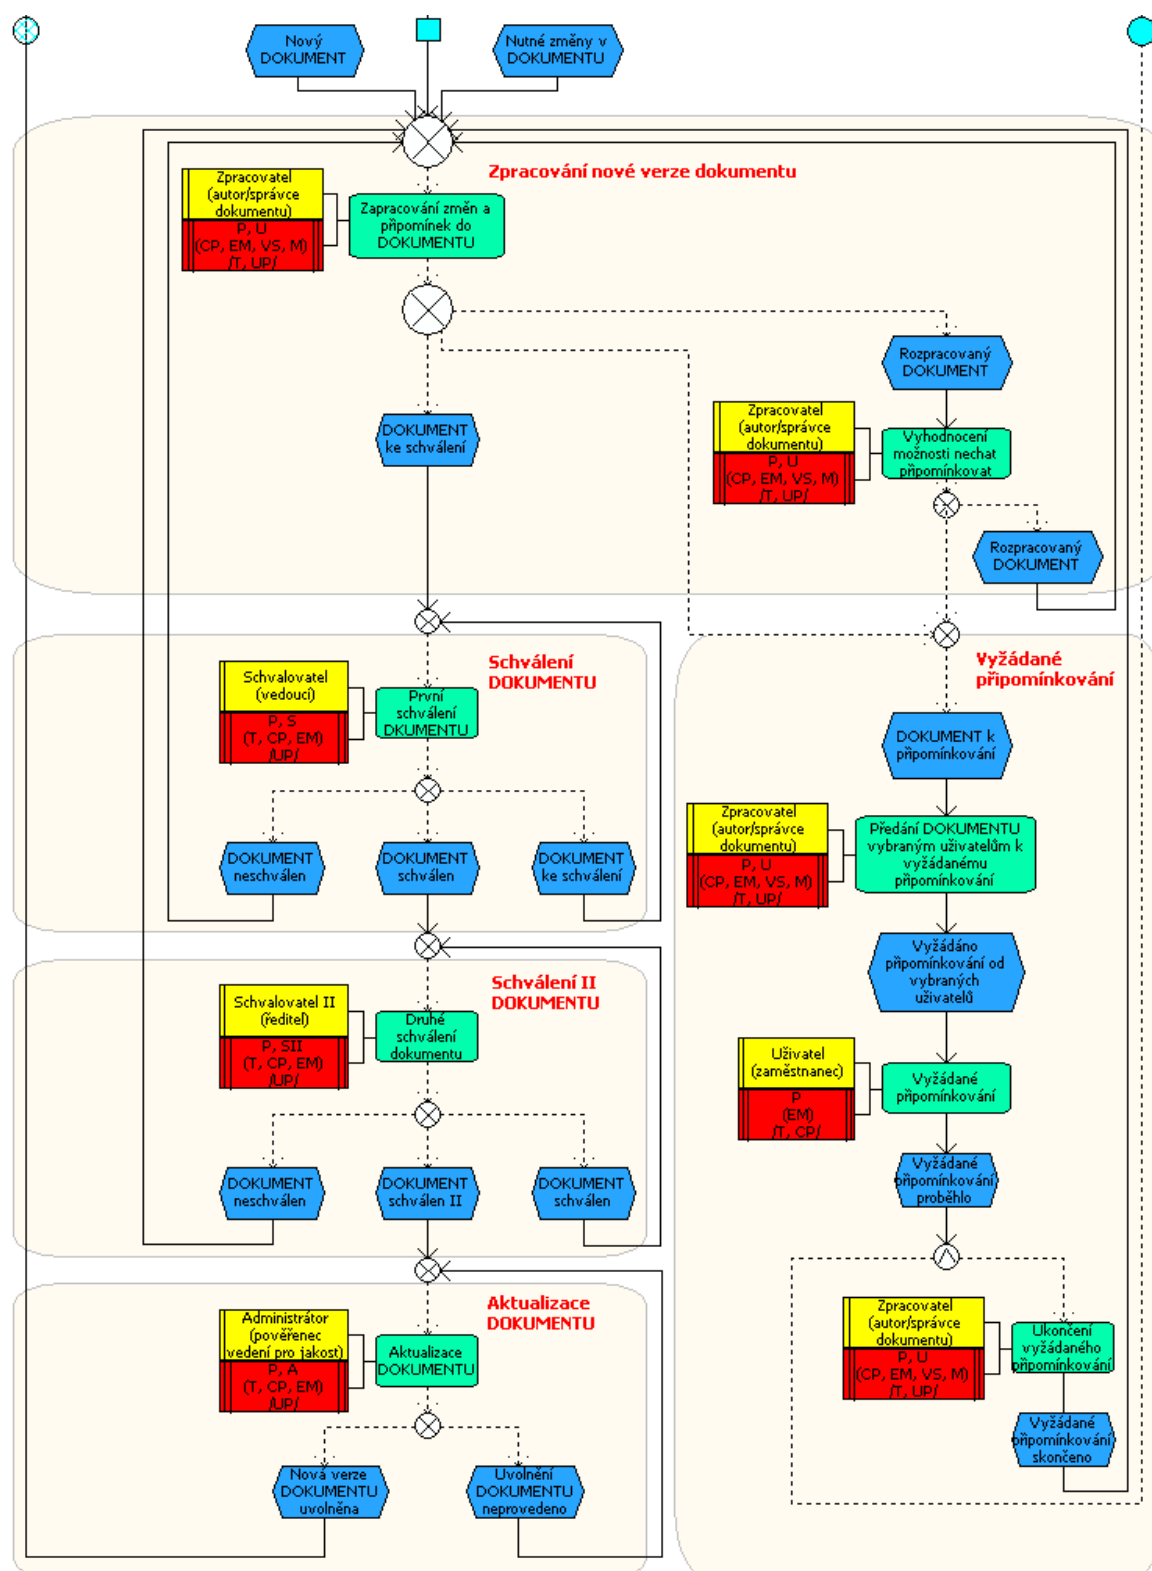 Nový
DOKUMENT
Nutné změny v
DOKUMENTU
Zpracování nové verze dokumentu
Zpracovatel
(autor/správce
dokumentu)
P, U
(CP, EM, VS, M)
/T, UP/
Zapracování změn a
připomínek do
DOKUMENTU
Rozpracovaný
DOKUMENT
DOKUMENT
ke schválení
Zpracovatel
(autor/správce
dokumentu)
P, U
(CP, EM, VS, M)
/T, UP/
Vyhodnocení
možnosti nechat
připomínkovat
Rozpracovaný
DOKUMENT
Schválení
DOKUMENTU
Schvalovatel
(vedoucí)
P, S
(T, CP, EM)
/UP/
První
schválení
DKUMENTU
DOKUMENT
neschválen
DOKUMENT
schválen
DOKUMENT
ke schválení
Schválení II
DOKUMENTU
Schvalovatel II
(ředitel)
P, SII
(T, CP, EM)
/UP/
Druhé
schválení
dokumentu
DOKUMENT
neschválen
DOKUMENT
schválen II
DOKUMENT
schválen
Aktualizace
DOKUMENTU
Administrátor
(pověřenec
vedení pro jakost)
P, A
(T, CP, EM)
/UP/
Aktualizace
DOKUMENTU
Nová verze
DOKUMENTU
uvolněna
Uvolnění
DOKUMENTU
neprovedeno
Vyžádané
připomínkování
DOKUMENT k
připomínkování
Zpracovatel
(autor/správce
dokumentu)
P, U
(CP, EM, VS, M)
/T, UP/
Předání DOKUMENTU
vybraným uživatelům k
vyžádanému
připomínkování
Vyžádáno
připomínkování od
vybraných
uživatelů
Uživatel
(zaměstnanec)
P
(EM)
/T, CP/
Vyžádané
připomínkování
Vyžádané
připomínkování
proběhlo
Zpracovatel
(autor/správce
dokumentu)
P, U
(CP, EM, VS, M)
/T, UP/
Ukončení
vyžádaného
připomínkování
Vyžádané
připomínkování
skončeno